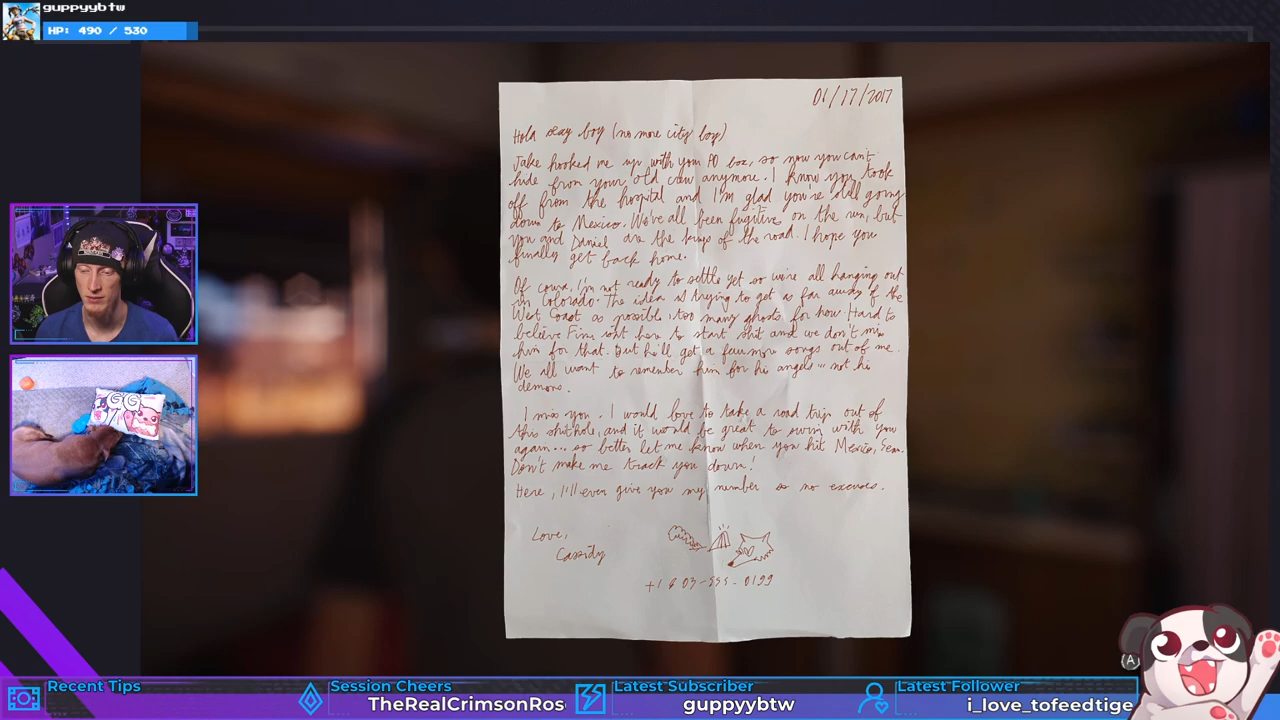 guppyybtw
HP: 490 / 530
01/17/2017
Hola sexy boy (no more city boy)
Jake hooked me up with your PO box, so now you can't
hide from your old crew anymore. I know you took
off from the hospital and I'm glad you're still going
down to Mexico. We've all been fugitive on the run, but
you and Daniel are the kings of the road. I hope you
finally get back home.
Of course, I'm not ready to settle yet so we're all hanging out
in Colorado. The idea is trying to get as far away of the
West Coast as possible, too many ghosts for now. Hard to
believe Finn isn't here to start shit and we don't miss
him for that. But he'll get a few more songs out of me.
We all want to remember him for his angels... not his
demons.
I miss you. I would love to take a road trip out of
this shithole, and it would be great to swim with you
again... so better let me know when you hit Mexico, Sean.
Don't make me track you down!
Here, I'll even give you my number so no excuses.
Love,
Cassidy
+1 603-555-0199
GG
(A)
Recent Tips
Session Cheers
TheRealCrimsonRos
Latest Subscriber
guppyybtw
Latest Follower
i_love_tofeedtige